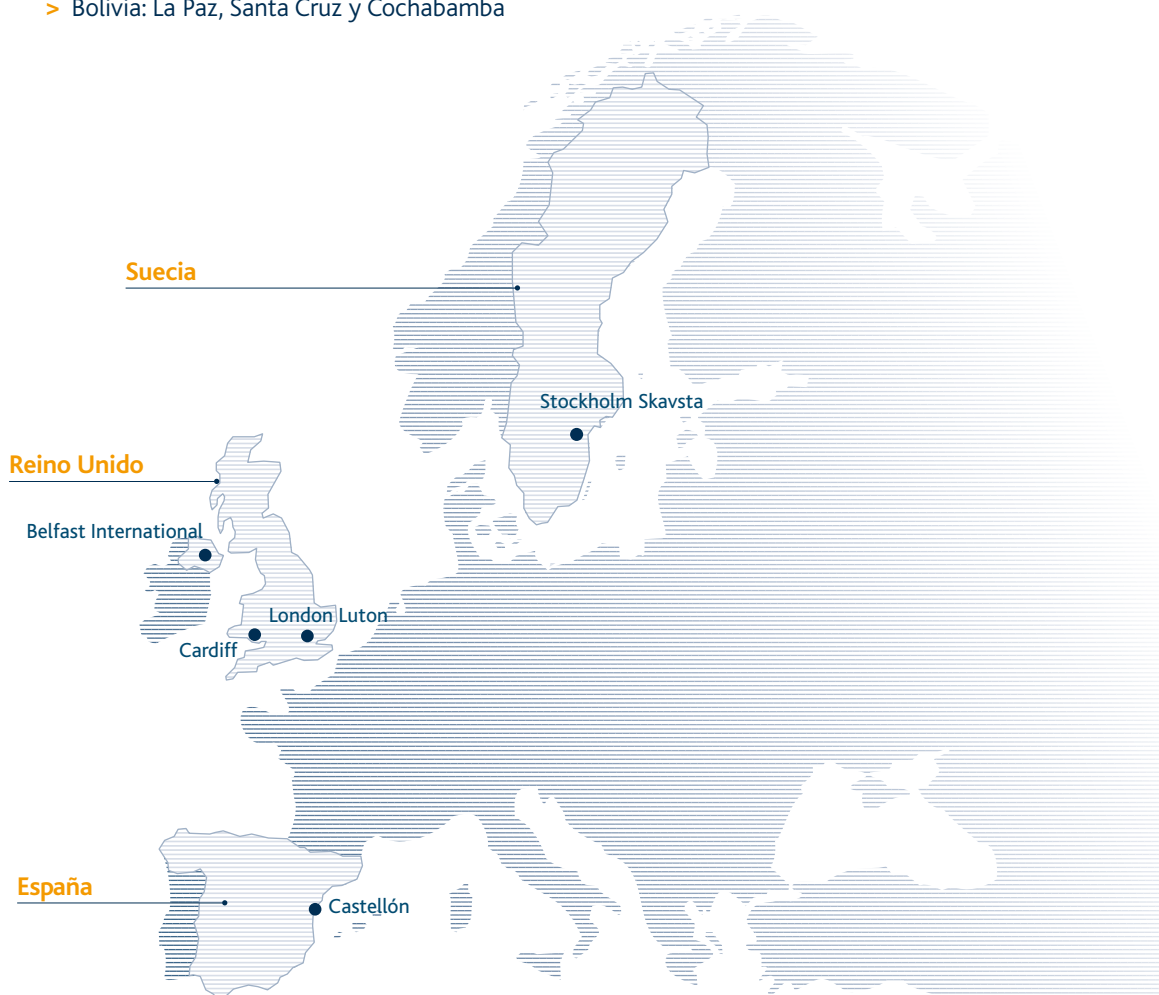 > Bolivia: La Paz, Santa Cruz y Cochabamba
Suecia
Stockholm Skavsta
Reino Unido
Belfast International
London Luton
Cardiff
España
Castellón